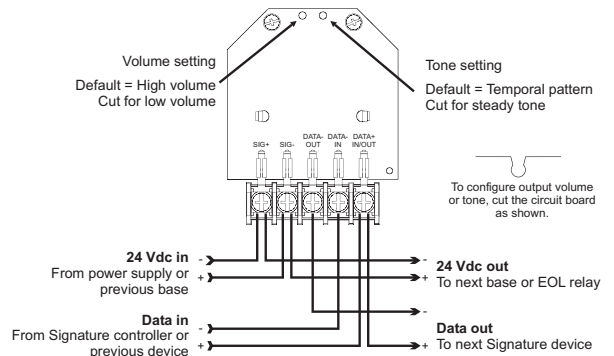 Volume setting
Default = High volume
Cut for low volume
Tone setting
Default = Temporal pattern
Cut for steady tone
SIG+
SIG-
DATA-
OUT
DATA-
IN
DATA+
IN/OUT
To configure output volume
or tone, cut the circuit board
as shown.
24 Vdc in
From power supply or
previous base
-
+
-
+
24 Vdc out
To next base or EOL relay
Data in
From Signature controller or
previous device
-
+
-
+
Data out
To next Signature device